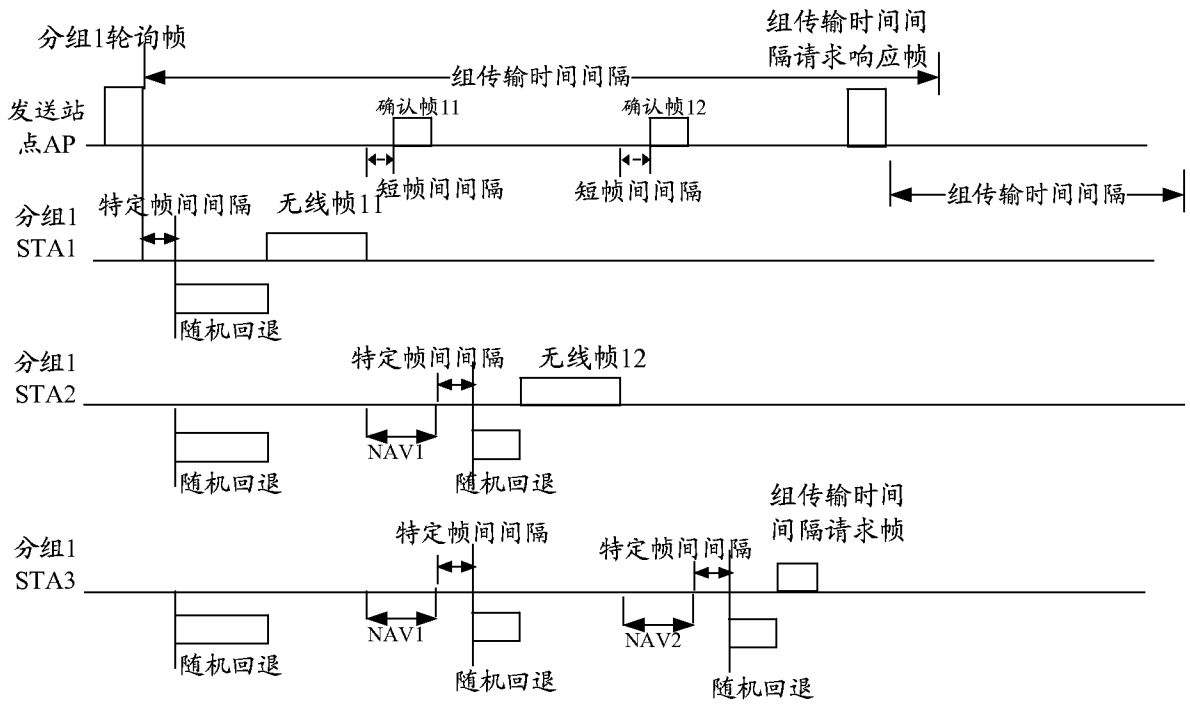 分组1轮询帧
组传输时间间
隔请求响应帧
组传输时间间隔
发送站
点AP
确认帧11
确认帧12
短帧间间隔
短帧间间隔
组传输时间间隔
分组1
STA1
特定帧间间隔
无线帧11
随机回退
分组1
STA2
特定帧间间隔
无线帧12
随机回退
NAV1
随机回退
分组1
STA3
特定帧间间隔
特定帧间间隔
组传输时间
间隔请求帧
随机回退
NAV1
随机回退
NAV2
随机回退